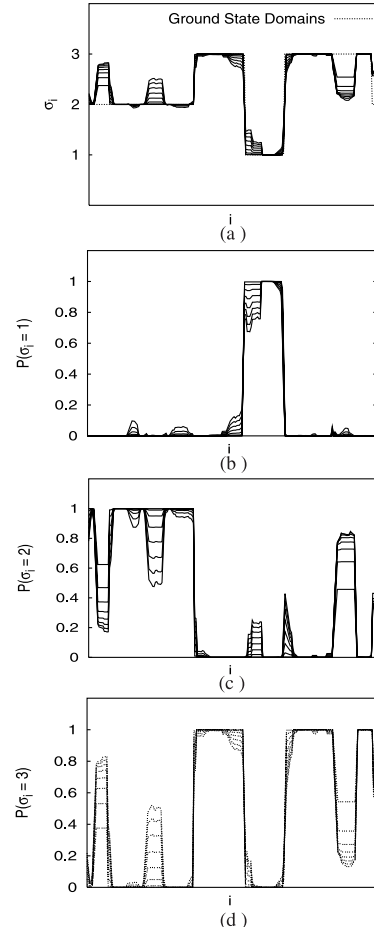 Ground State Domains
3
2
1
σi
i
(a)
1
0.8
0.6
0.4
0.2
0
P(σi = 1)
i
(b)
1
0.8
0.6
0.4
0.2
0
P(σi = 2)
i
(c)
1
0.8
0.6
0.4
0.2
0
P(σi = 3)
i
(d)